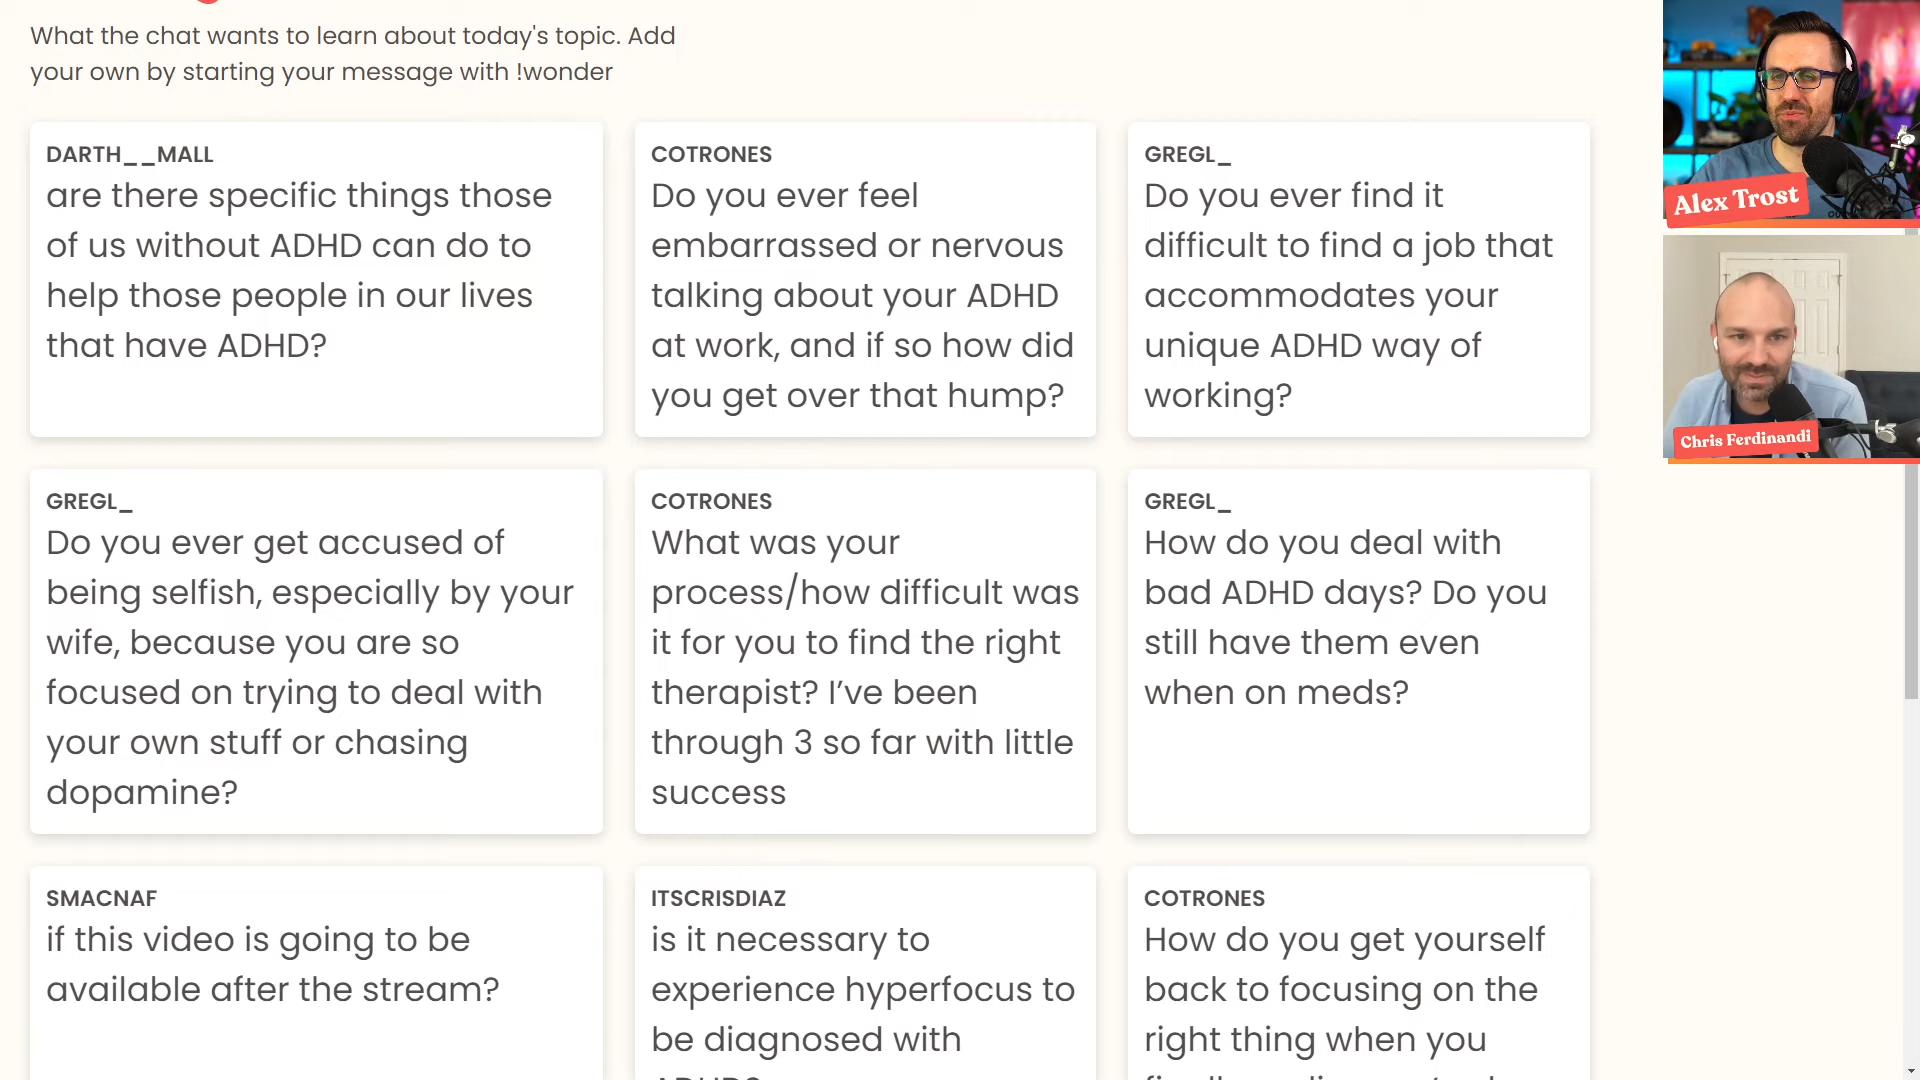 What the chat wants to learn about today's topic. Add
your own by starting your message with !wonder
DARTH__MALL
are there specific things those
of us without ADHD can do to
help those people in our lives
that have ADHD?
COTRONES
Do you ever feel
embarrassed or nervous
talking about your ADHD
at work, and if so how did
you get over that hump?
GREGL_
Do you ever find it
difficult to find a job that
accommodates your
unique ADHD way of
working?
GREGL_
Do you ever get accused of
being selfish, especially by your
wife, because you are so
focused on trying to deal with
your own stuff or chasing
dopamine?
COTRONES
What was your
process/how difficult was
it for you to find the right
therapist? I’ve been
through 3 so far with little
success
GREGL_
How do you deal with
bad ADHD days? Do you
still have them even
when on meds?
SMACNAF
if this video is going to be
available after the stream?
ITSCRISDIAZ
is it necessary to
experience hyperfocus to
be diagnosed with
COTRONES
How do you get yourself
back to focusing on the
right thing when you
Alex Trost
Chris Ferdinandi